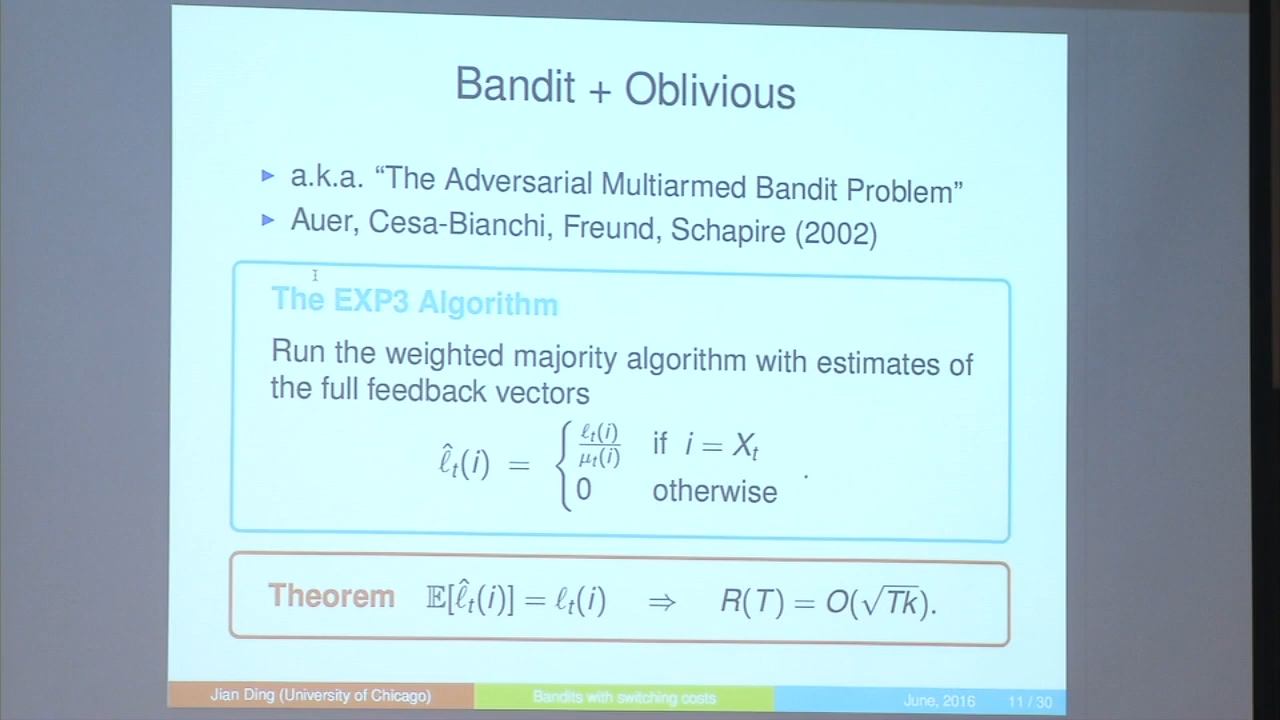 Bandit + Oblivious
a.k.a. “The Adversarial Multiarmed Bandit Problem”
Auer, Cesa-Bianchi, Freund, Schapire (2002)
The EXP3 Algorithm
Run the weighted majority algorithm with estimates of
the full feedback vectors
ℓ̂ₜ(i) = { ℓₜ(i)/μₜ(i) if i = Xₜ
0 otherwise .
Theorem 𝔼[ℓ̂ₜ(i)] = ℓₜ(i) ⇒ R(T) = O(√Tk).
Jian Ding (University of Chicago) Bandits with switching costs June, 2016 11 / 30